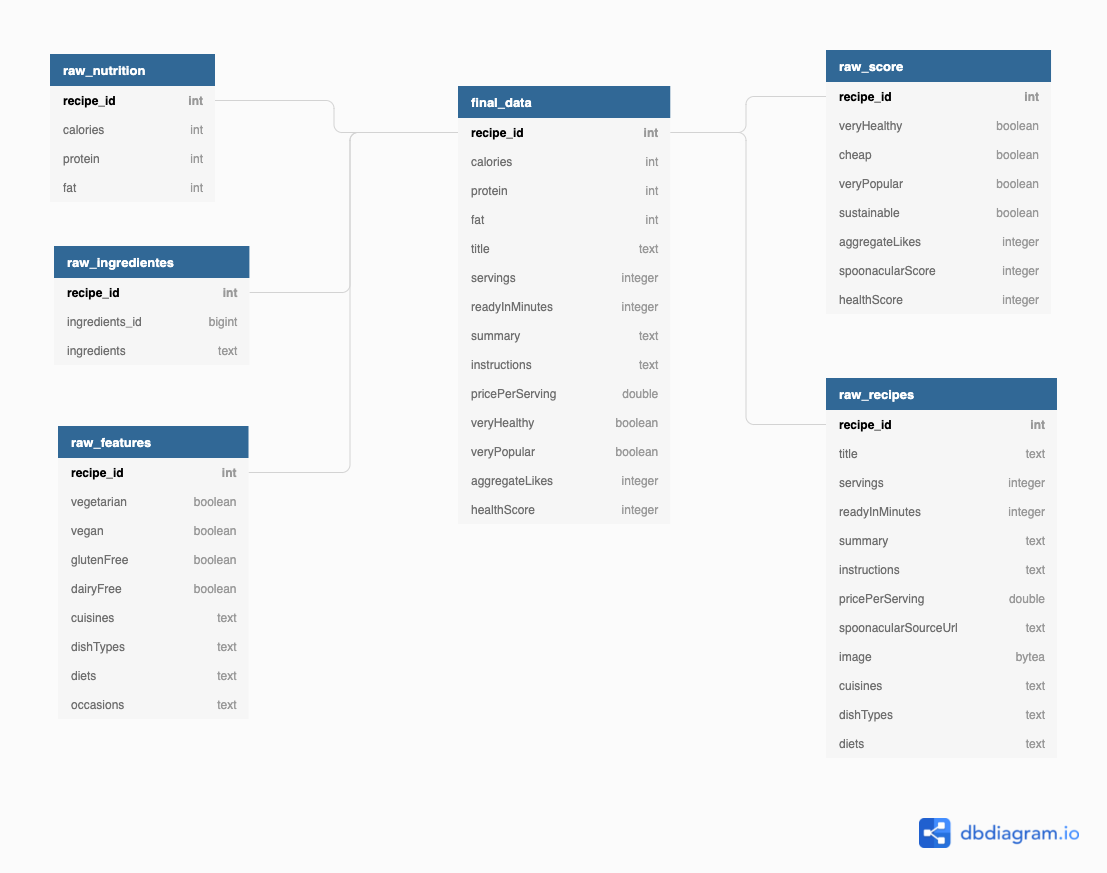 raw_nutrition
recipe_id int
calories int
protein int
fat int
raw_ingredientes
recipe_id int
ingredients_id bigint
ingredients text
raw_features
recipe_id int
vegetarian boolean
vegan boolean
glutenFree boolean
dairyFree boolean
cuisines text
dishTypes text
diets text
occasions text
final_data
recipe_id int
calories int
protein int
fat int
title text
servings integer
readyInMinutes integer
summary text
instructions text
pricePerServing double
veryHealthy boolean
veryPopular boolean
aggregateLikes integer
healthScore integer
raw_score
recipe_id int
veryHealthy boolean
cheap boolean
veryPopular boolean
sustainable boolean
aggregateLikes integer
spoonacularScore integer
healthScore integer
raw_recipes
recipe_id int
title text
servings integer
readyInMinutes integer
summary text
instructions text
pricePerServing double
spoonacularSourceUrl text
image bytea
cuisines text
dishTypes text
diets text
dbdiagram.io